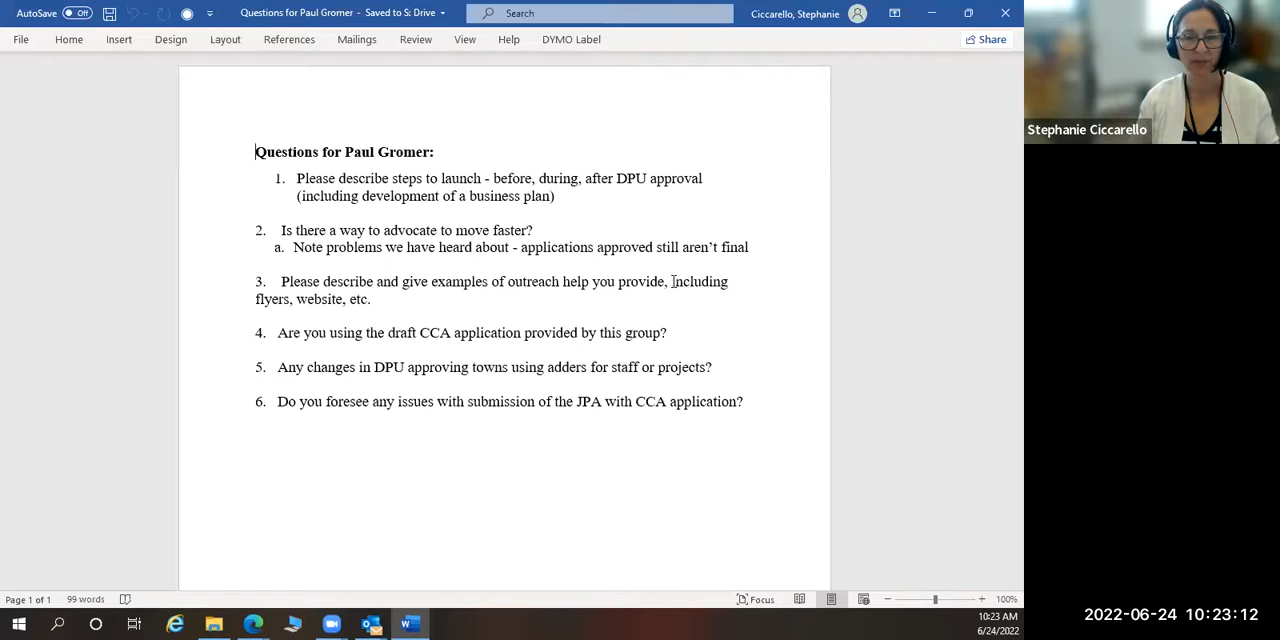 AutoSave Off Questions for Paul Gromer - Saved to S: Drive Search Ciccarello, Stephanie
File Home Insert Design Layout References Mailings Review View Help DYMO Label Share
Stephanie Ciccarello
Questions for Paul Gromer:
1. Please describe steps to launch - before, during, after DPU approval
(including development of a business plan)
2. Is there a way to advocate to move faster?
a. Note problems we have heard about - applications approved still aren't final
3. Please describe and give examples of outreach help you provide, including
flyers, website, etc.
4. Are you using the draft CCA application provided by this group?
5. Any changes in DPU approving towns using adders for staff or projects?
6. Do you foresee any issues with submission of the JPA with CCA application?
Page 1 of 1 99 words Focus 100%
10:23 AM
6/24/2022
2022-06-24 10:23:12